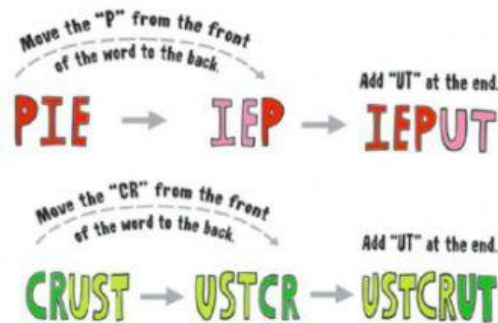 Move the "P" from the front
of the word to the back.
Add "UT" at the end.
PIE IEP IEPUT
Move the "CR" from the front
of the word to the back.
Add "UT" at the end.
CRUST USTCR USTCRUT